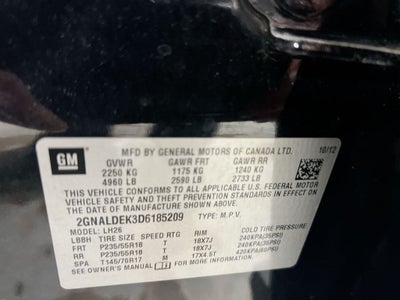 GM
MFD BY GENERAL MOTORS OF CANADA LTD. 10/12
GVWR GAWR FRT GAWR RR
2250 KG 1175 KG 1240 KG
4960 LB 2590 LB 2733 LB
THIS VEHICLE CONFORMS TO ALL APPLICABLE U.S. FEDERAL MOTOR
VEHICLE SAFETY AND THEFT PREVENTION STANDARDS IN EFFECT ON
THE DATE OF MANUFACTURE SHOWN ABOVE.
2GNALDEK3D6185209 TYPE: M.P.V.
MODEL: LH26
LBBH TIRE SIZE SPEED RTG RIM COLD TIRE PRESSURE
FRT P235/55R18 T 18X7J 240KPA(35PSI)
RR P235/55R18 T 18X7J 240KPA(35PSI)
SPA T145/70R17 M 17X4.5T 420KPA(60PSI)
SEE OWNER'S MANUAL FOR ADDITIONAL INFORMATION.